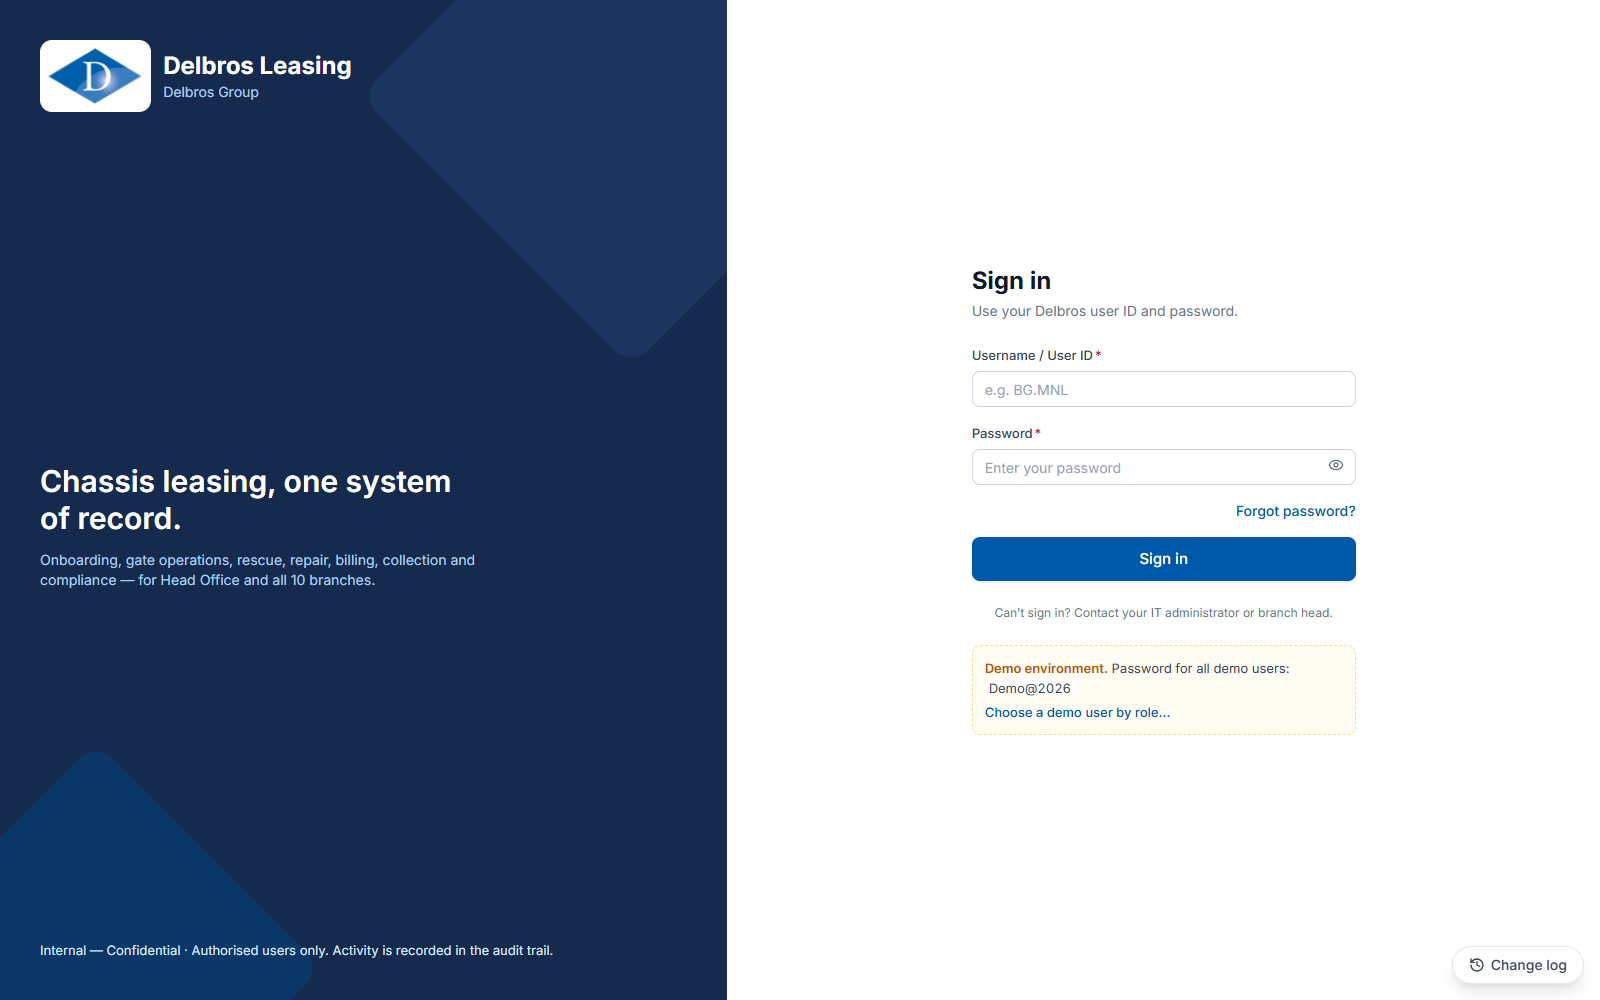 D
Delbros Leasing
Delbros Group
Chassis leasing, one system
of record.
Onboarding, gate operations, rescue, repair, billing, collection and
compliance — for Head Office and all 10 branches.
Internal — Confidential · Authorised users only. Activity is recorded in the audit trail.
Sign in
Use your Delbros user ID and password.
Username / User ID *
e.g. BG.MNL
Password *
Enter your password
Forgot password?
Sign in
Can't sign in? Contact your IT administrator or branch head.
Demo environment. Password for all demo users:
Demo@2026
Choose a demo user by role...
Change log